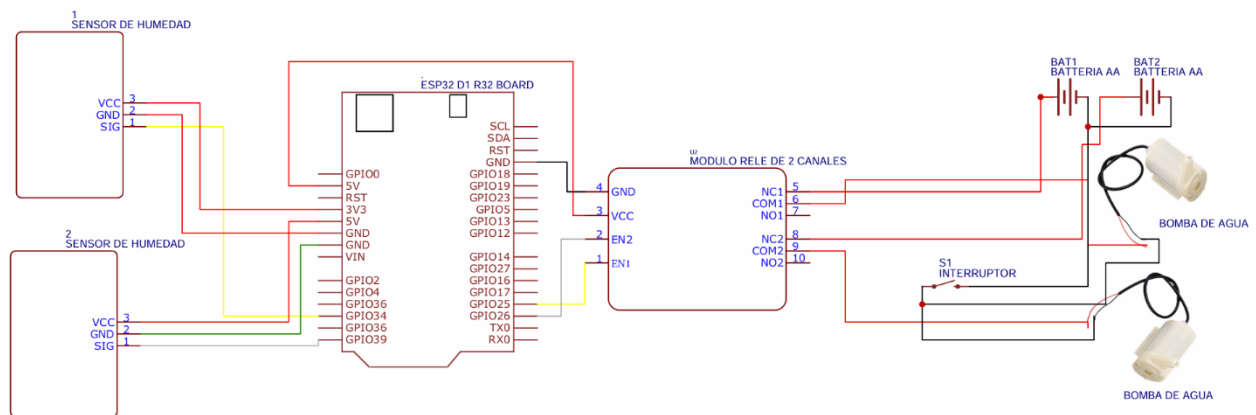 1
SENSOR DE HUMEDAD
VCC 3
GND 2
SIG 1
2
SENSOR DE HUMEDAD
VCC 3
GND 2
SIG 1
ESP32 D1 R32 BOARD
GPIO0
5V
RST
3V3
5V
GND
GND
VIN
GPIO2
GPIO4
GPIO36
GPIO34
GPIO36
GPIO39
SCL
SDA
RST
GND
GPIO18
GPIO19
GPIO23
GPIO5
GPIO13
GPIO12
GPIO14
GPIO27
GPIO16
GPIO17
GPIO25
GPIO26
TX0
RX0
U2
MODULO RELE DE 2 CANALES
4 GND
3 VCC
2 EN2
1 EN1
NC1 5
COM1 6
NO1 7
NC2 8
COM2 9
NO2 10
BAT1
BATTERIA AA
BAT2
BATTERIA AA
BOMBA DE AGUA
S1
INTERRUPTOR
BOMBA DE AGUA